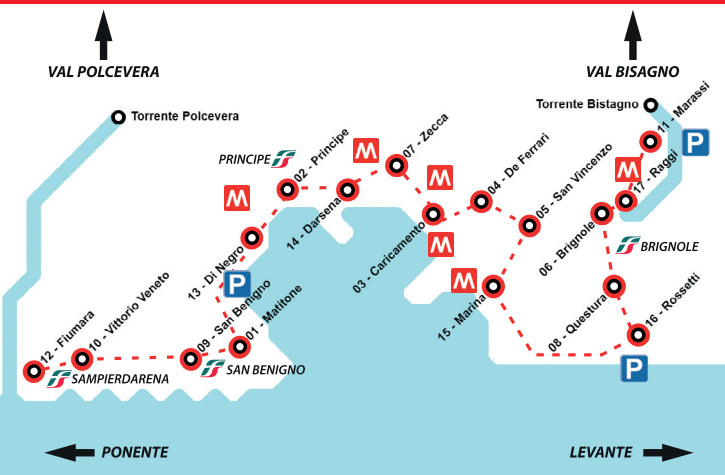 VAL POLCEVERA
VAL BISAGNO
Torrente Polcevera
Torrente Bistagno
11 - Marassi
P
PRINCIPE
02 - Principe
M
07 - Zecca
M
04 - De Ferrari
05 - San Vincenzo
M
17 - Raggi
M
14 - Darsena
03 - Caricamento
M
06 - Brignole
BRIGNOLE
13 - Di Negro
P
M
15 - Marina
08 - Questura
16 - Rossetti
P
12 - Fiumara
10 - Vittorio Veneto
09 - San Benigno
01 - Matitone
SAMPIERDARENA
SAN BENIGNO
PONENTE
LEVANTE